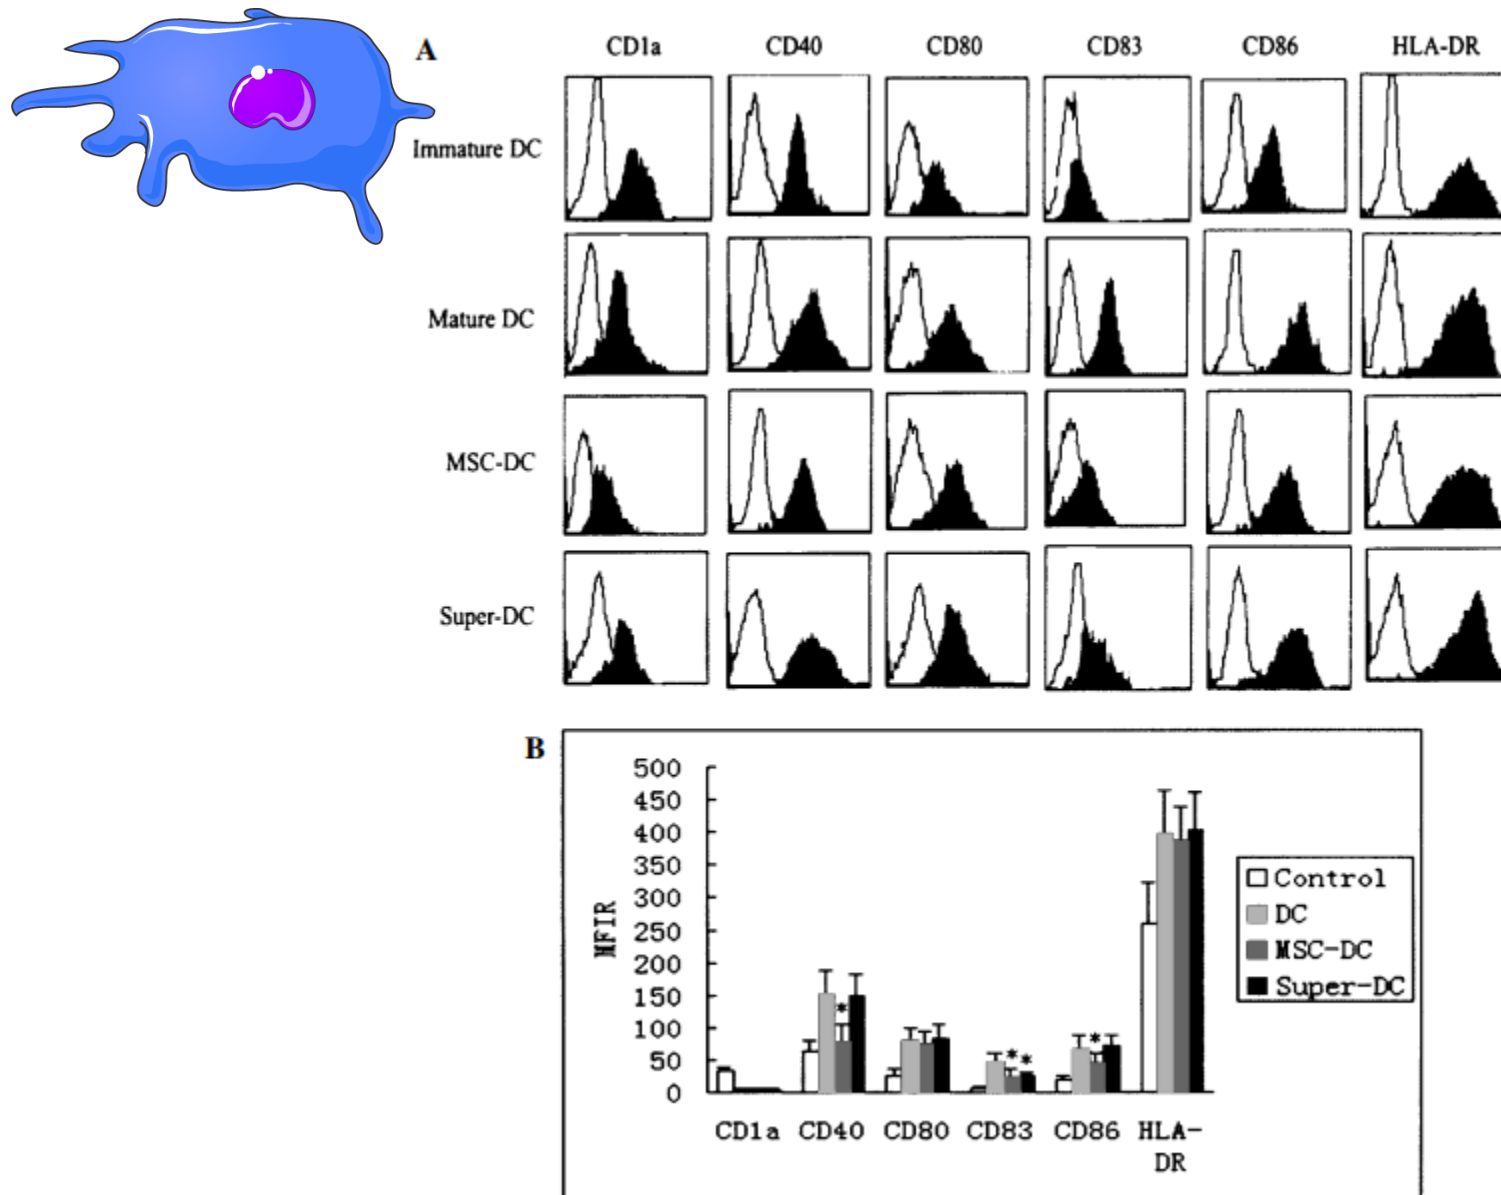 A
CD1a CD40 CD80 CD83 CD86 HLA-DR
Immature DC
Mature DC
MSC-DC
Super-DC
B
500
450
400
350
300
250
200
150
100
50
0
MFIR
* * * *
Control
DC
MSC-DC
Super-DC
CD1a CD40 CD80 CD83 CD86 HLA-
DR